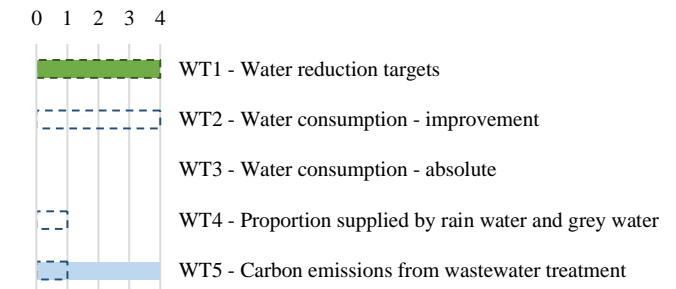 0 1 2 3 4
WT1 - Water reduction targets
WT2 - Water consumption - improvement
WT3 - Water consumption - absolute
WT4 - Proportion supplied by rain water and grey water
WT5 - Carbon emissions from wastewater treatment